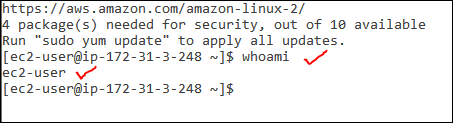 https://aws.amazon.com/amazon-linux-2/
4 package(s) needed for security, out of 10 available
Run "sudo yum update" to apply all updates.
[ec2-user@ip-172-31-3-248 ~]$ whoami
ec2-user
[ec2-user@ip-172-31-3-248 ~]$